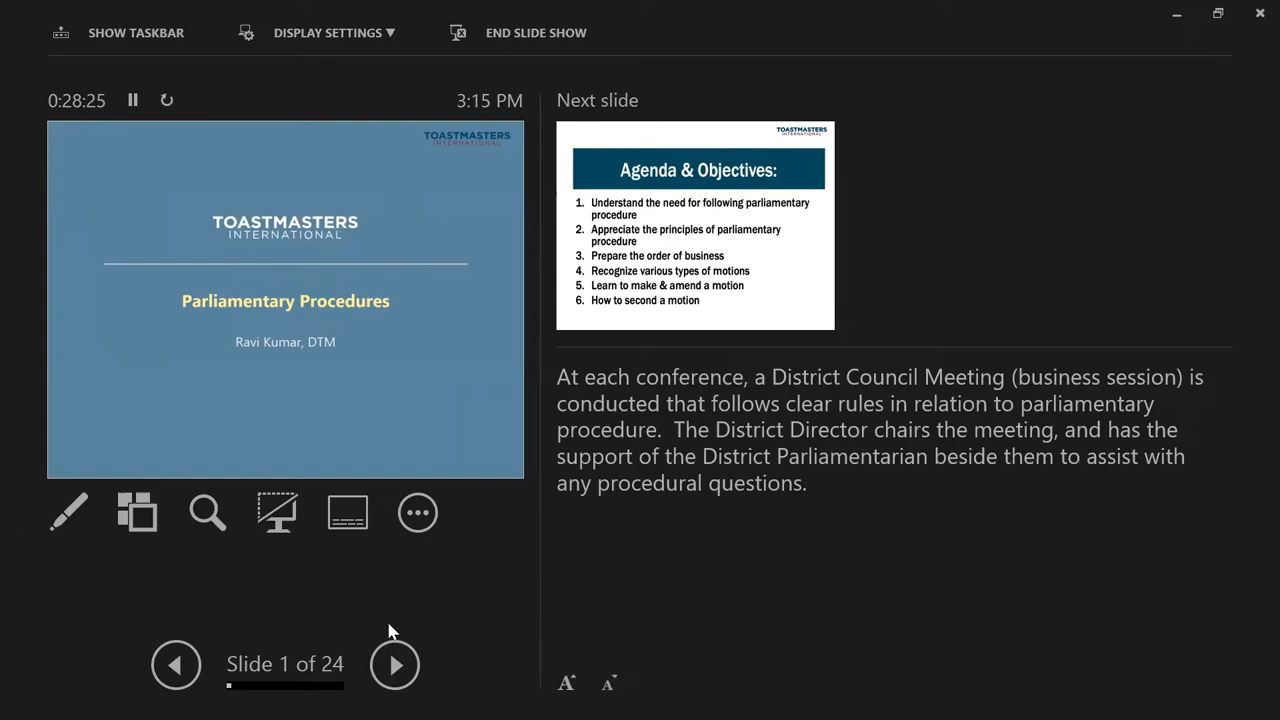 SHOW TASKBAR
DISPLAY SETTINGS ▼
END SLIDE SHOW
0:28:25
3:15 PM
TOASTMASTERS
INTERNATIONAL
TOASTMASTERS
INTERNATIONAL
Parliamentary Procedures
Ravi Kumar, DTM
Slide 1 of 24
Next slide
TOASTMASTERS
INTERNATIONAL
Agenda & Objectives:
1. Understand the need for following parliamentary
procedure
2. Appreciate the principles of parliamentary
procedure
3. Prepare the order of business
4. Recognize various types of motions
5. Learn to make & amend a motion
6. How to second a motion
At each conference, a District Council Meeting (business session) is
conducted that follows clear rules in relation to parliamentary
procedure.  The District Director chairs the meeting, and has the
support of the District Parliamentarian beside them to assist with
any procedural questions.
A A